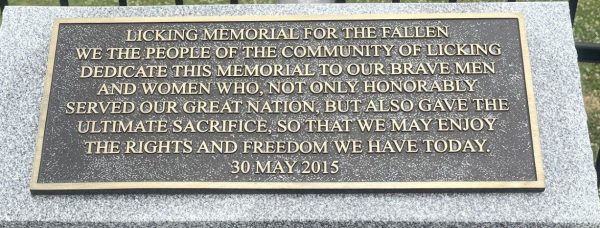 LICKING MEMORIAL FOR THE FALLEN
WE THE PEOPLE OF THE COMMUNITY OF LICKING
DEDICATE THIS MEMORIAL TO OUR BRAVE MEN
AND WOMEN WHO, NOT ONLY HONORABLY
SERVED OUR GREAT NATION, BUT ALSO GAVE THE
ULTIMATE SACRIFICE, SO THAT WE MAY ENJOY
THE RIGHTS AND FREEDOM WE HAVE TODAY.
30 MAY 2015